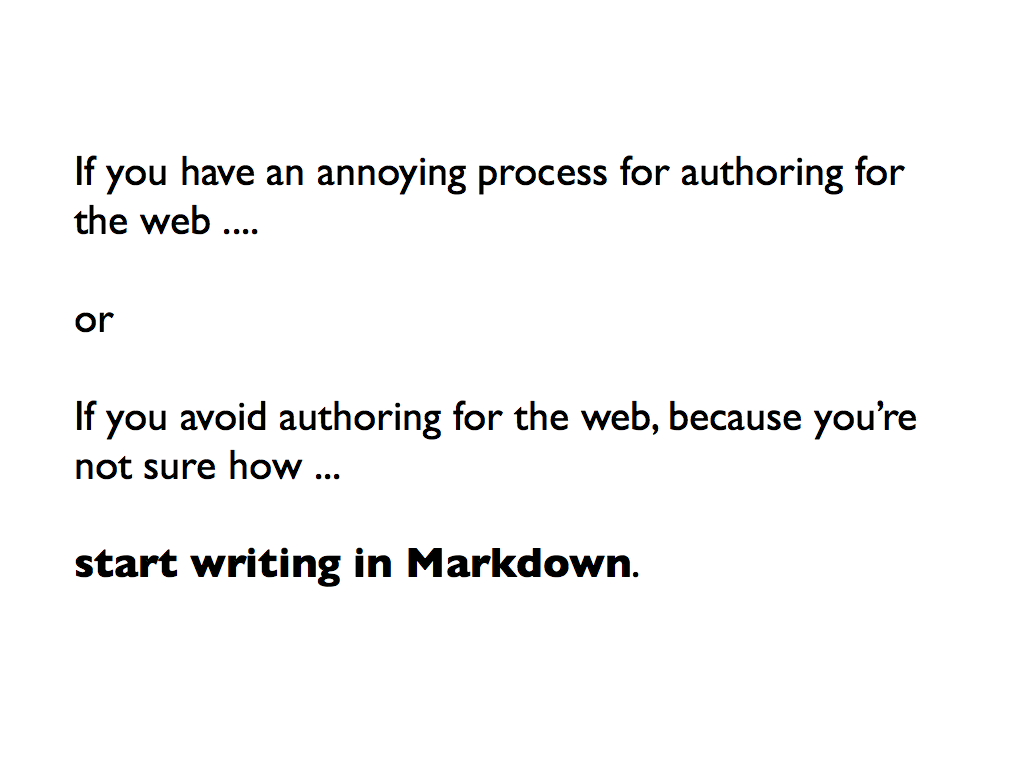 If you have an annoying process for authoring for
the web ....
or
If you avoid authoring for the web, because you’re
not sure how ...
start writing in Markdown.